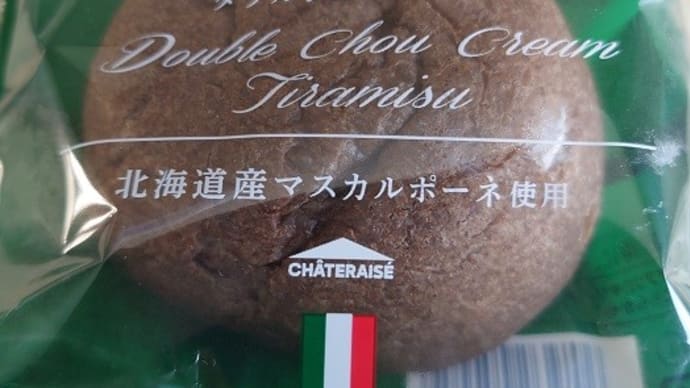 Double Chou Cream
Tiramisu
北海道産マスカルポーネ使用
CHÂTERAISÉ